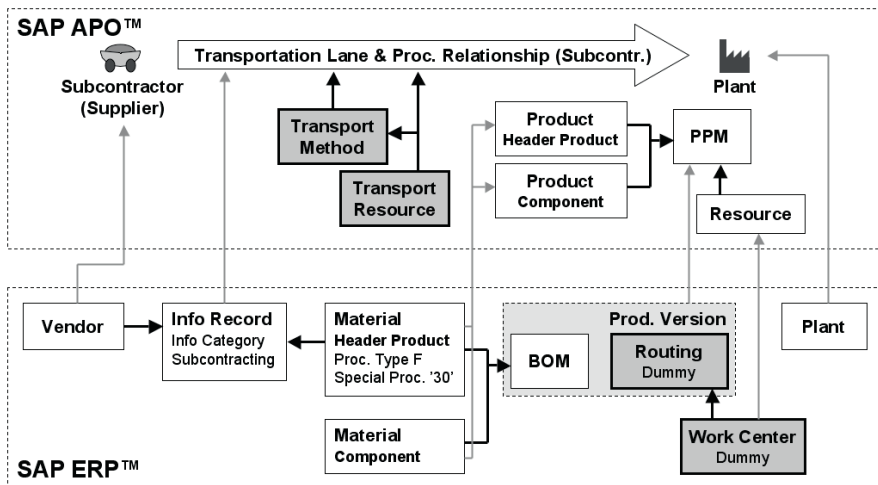 SAP APO™
Transportation Lane & Proc. Relationship (Subcontr.)
Subcontractor
(Supplier)
Plant
Transport
Method
Product
Header Product
PPM
Transport
Resource
Product
Component
Resource
Vendor
Info Record
Info Category
Subcontracting
Material
Header Product
Proc. Type F
Special Proc. '30'
Prod. Version
BOM
Routing
Dummy
Plant
Material
Component
Work Center
Dummy
SAP ERP™